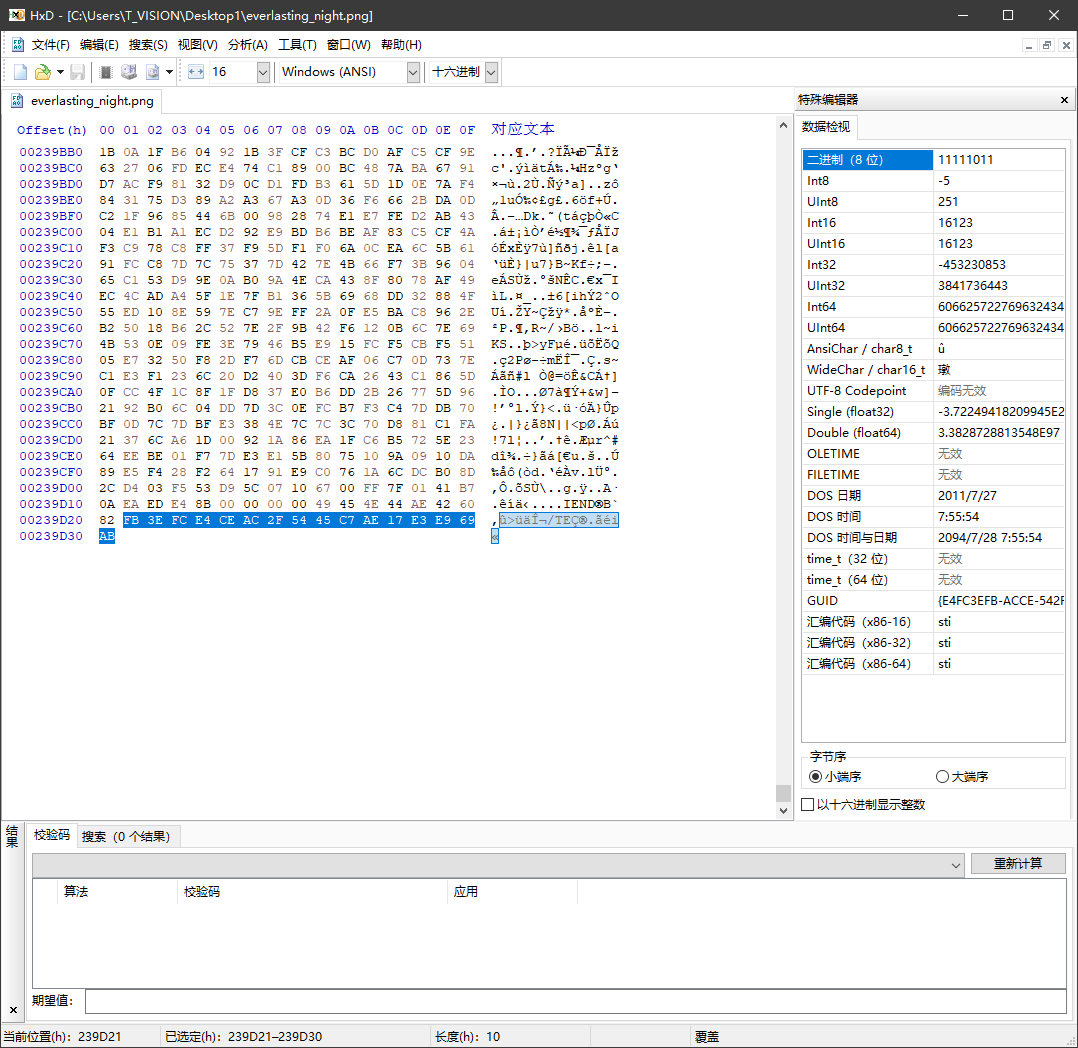 HxD - [C:\Users\T_VISION\Desktop1\everlasting_night.png]
文件(F) 编辑(E) 搜索(S) 视图(V) 分析(A) 工具(T) 窗口(W) 帮助(H)
16 Windows (ANSI) 十六进制
everlasting_night.png
Offset(h) 00 01 02 03 04 05 06 07 08 09 0A 0B 0C 0D 0E 0F 对应文本
00239BB0 1B 0A 1F B6 04 92 1B 3F CF C3 BC D0 AF C5 CF 9E ...¶.’.?ÏÃ¼Ð¯ÅÏž
00239BC0 63 27 06 FD EC E4 74 C1 89 00 BC 48 7A BA 67 91 c'.ýìätÁ‰.¼Hzºg‘
00239BD0 D7 AC F9 81 32 D9 0C D1 FD B3 61 5D 1D 0E 7A F4 ×¬ù.2Ù.Ñý³a]..zô
00239BE0 84 31 75 D3 89 A2 A3 67 A3 0D 36 F6 66 2B DA 0D „1uÓ‰¢£g£.6öf+Ú.
00239BF0 C2 1F 96 85 44 6B 00 98 28 74 E1 E7 FE D2 AB 43 Â.–…Dk.˜(táçþÒ«C
00239C00 04 E1 B1 A1 EC D2 92 E9 BD B6 BE AF 83 C5 CF 4A .á±¡ìÒ’é½¶¾¯ƒÅÏJ
00239C10 F3 C9 78 C8 FF 37 F9 5D F1 F0 6A 0C EA 6C 5B 61 óÉxÈÿ7ù]ñðj.êl[a
00239C20 91 FC C8 7D 7C 75 37 7D 42 7E 4B 66 F7 3B 96 04 ‘üÈ}|u7}B~Kf÷;–.
00239C30 65 C1 53 D9 9E 0A B0 9A 4E CA 43 8F 80 78 AF 49 eÁSÙž.°šNÊC.€x¯I
00239C40 EC 4C AD A4 5F 1E 7F B1 36 5B 69 68 DD 32 88 4F ìL.¤_..±6[ihÝ2ˆO
00239C50 55 ED 10 8E 59 7E C7 9E FF 2A 0F E5 BA C8 96 2E Uí.ŽY~Çžÿ*.åºÈ–.
00239C60 B2 50 18 B6 2C 52 7E 2F 9B 42 F6 12 0B 6C 7E 69 ²P.¶,R~/›Bö..l~i
00239C70 4B 53 0E 09 FE 3E 79 46 B5 E9 15 FC F5 CB F5 51 KS..þ>yFµé.üõËõQ
00239C80 05 E7 32 50 F8 2D F7 6D CB CE AF 06 C7 0D 73 7E .ç2Pø-÷mËÎ¯.Ç.s~
00239C90 C1 E3 F1 23 6C 20 D2 40 3D F6 CA 26 43 C1 86 5D Áãñ#l Ò@=öÊ&CÁ†]
00239CA0 0F CC 4F 1C 8F 1F D8 37 E0 B6 DD 2B 26 77 5D 96 .ÌO...Ø7à¶Ý+&w]–
00239CB0 21 92 B0 6C 04 DD 7D 3C 0E FC B7 F3 C4 7D DB 70 !’°l.Ý}<.ü·óÄ}Ûp
00239CC0 BF 0D 7C 7D BF E3 38 4E 7C 7C 3C 70 D8 81 C1 FA ¿.|}¿ã8N||<pØ.Áú
00239CD0 21 37 6C A6 1D 00 92 1A 86 EA 1F C6 B5 72 5E 23 !7l¦..’.†ê.Æµr^#
00239CE0 64 EE BE 01 F7 7D E3 E1 5B 80 75 10 9A 09 10 DA dî¾.÷}ãá[€u.š..Ú
00239CF0 89 E5 F4 28 F2 64 17 91 E9 C0 76 1A 6C DC B0 8D ‰åô(òd.‘éÀv.lÜ°.
00239D00 2C D4 03 F5 53 D9 5C 07 10 67 00 FF 7F 01 41 B7 ,Ô.õSÙ\..g.ÿ..A·
00239D10 0A EA ED E4 8B 00 00 00 00 49 45 4E 44 AE 42 60 .êíä‹....IEND®B`
00239D20 82 FB 3E FC E4 CE AC 2F 54 45 C7 AE 17 E3 E9 69 ‚û>üäÎ¬/TEÇ®.ãéi
00239D30 AB «
特殊编辑器
数据检视
二进制（8 位） 11111011
Int8 -5
UInt8 251
Int16 16123
UInt16 16123
Int32 -453230853
UInt32 3841736443
Int64 606625722769632434
UInt64 606625722769632434
AnsiChar / char8_t û
WideChar / char16_t 㻻
UTF-8 Codepoint 编码无效
Single (float32) -3.72249418209945E2
Double (float64) 3.3828728813548E97
OLETIME 无效
FILETIME 无效
DOS 日期 2011/7/27
DOS 时间 7:55:54
DOS 时间与日期 2094/7/28 7:55:54
time_t（32 位） 无效
time_t（64 位） 无效
GUID {E4FC3EFB-ACCE-542F
汇编代码（x86-16） sti
汇编代码（x86-32） sti
汇编代码（x86-64） sti
字节序
小端序 大端序
以十六进制显示整数
结果
校验码 搜索（0 个结果）
重新计算
算法 校验码 应用
期望值:
当前位置(h): 239D21 已选定(h): 239D21–239D30 长度(h): 10 覆盖